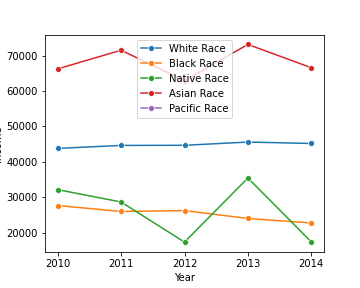 White Race
Black Race
Native Race
Asian Race
Pacific Race
70000
60000
50000
40000
30000
20000
2010
2011
2012
2013
2014
Year